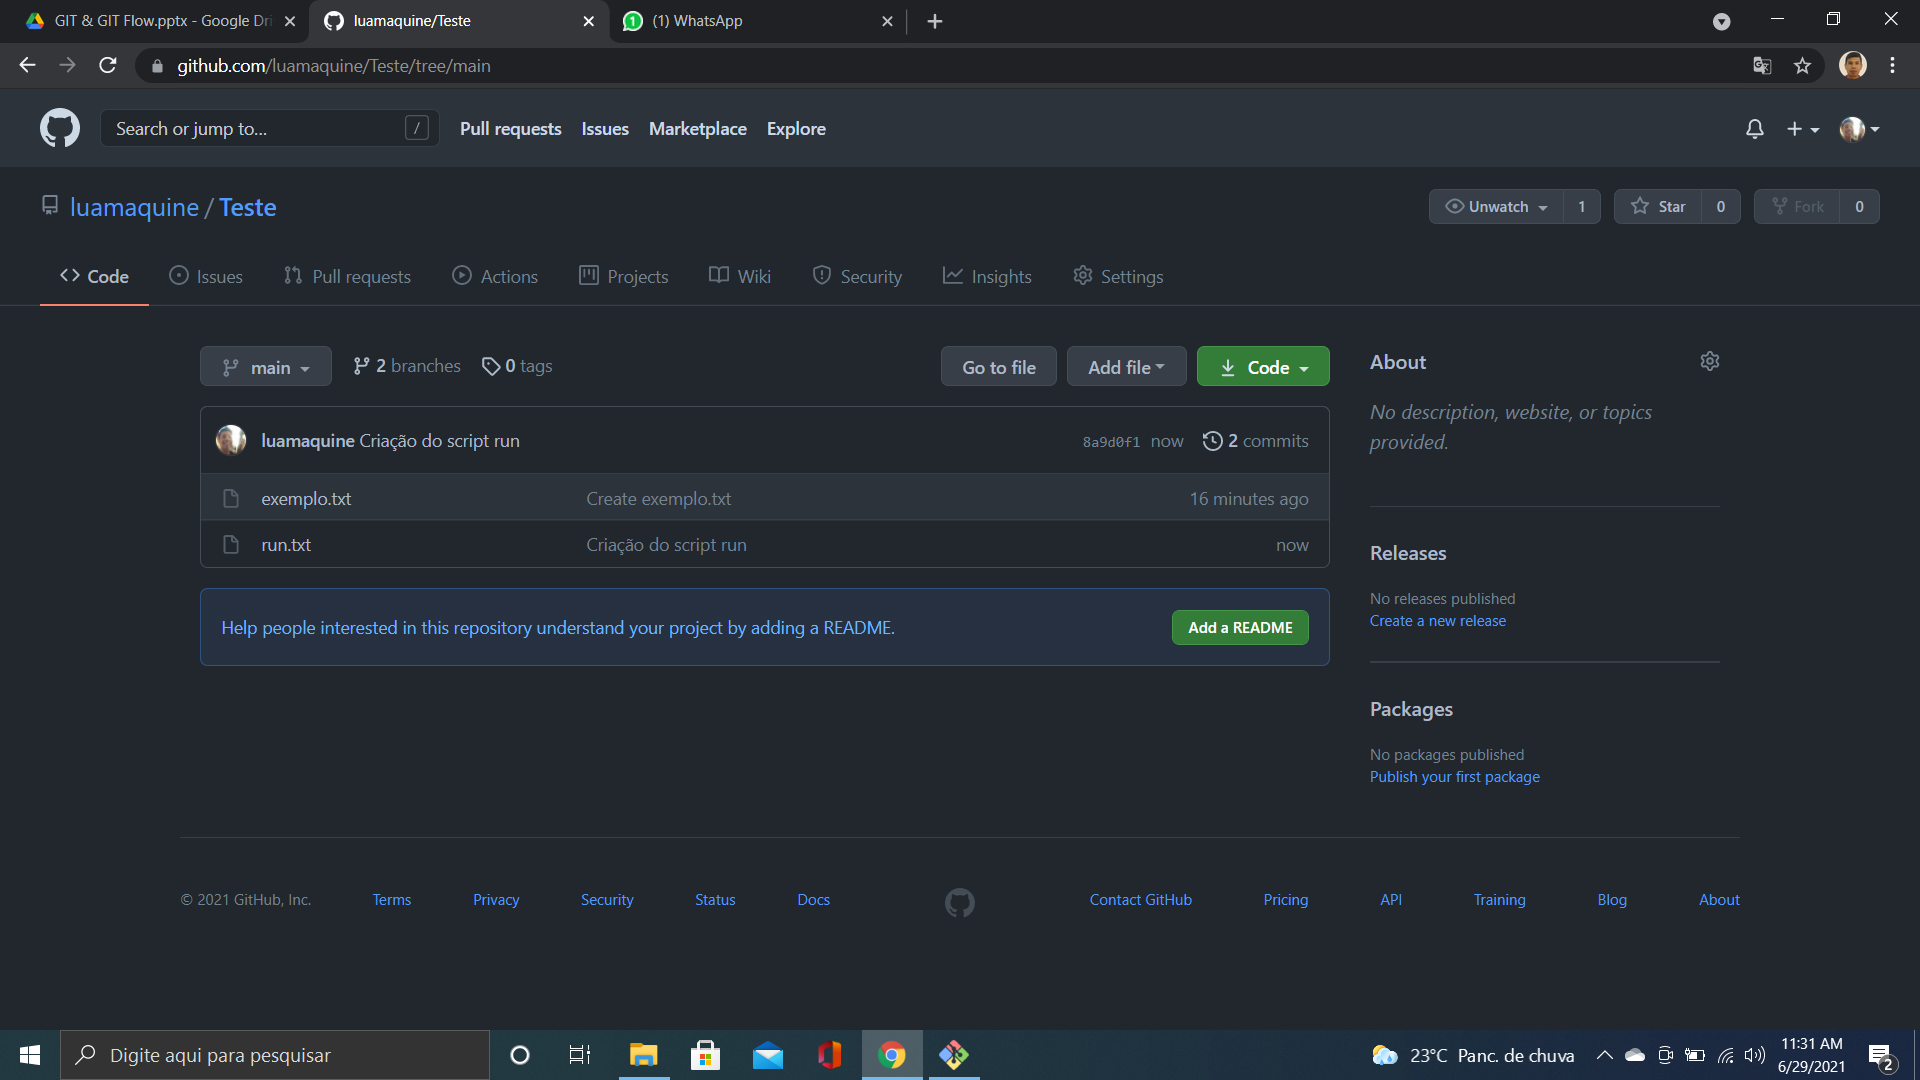 GIT & GIT Flow.pptx - Google Dri
luamaquine/Teste
(1) WhatsApp
github.com/luamaquine/Teste/tree/main
Search or jump to...
/
Pull requests
Issues
Marketplace
Explore
luamaquine / Teste
Unwatch 1
Star 0
Fork 0
Code
Issues
Pull requests
Actions
Projects
Wiki
Security
Insights
Settings
main
2 branches
0 tags
Go to file
Add file
Code
luamaquine Criação do script run
8a9d0f1 now
2 commits
exemplo.txt
Create exemplo.txt
16 minutes ago
run.txt
Criação do script run
now
Help people interested in this repository understand your project by adding a README.
Add a README
About
No description, website, or topics
provided.
Releases
No releases published
Create a new release
Packages
No packages published
Publish your first package
© 2021 GitHub, Inc.
Terms
Privacy
Security
Status
Docs
Contact GitHub
Pricing
API
Training
Blog
About
Digite aqui para pesquisar
23°C Panc. de chuva
11:31 AM
6/29/2021
2